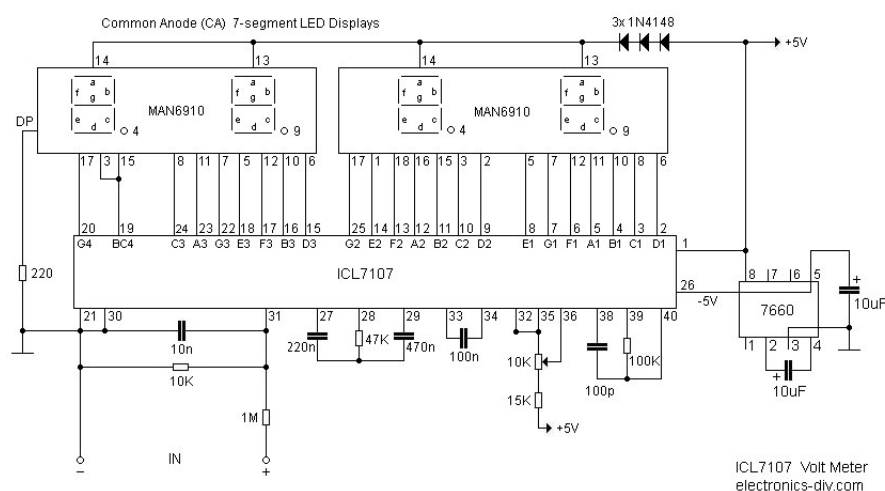 Common Anode (CA) 7-segment LED Displays
3x 1N4148
+5V
14 13 14 13
a a a a
f b f b f b f b
g g g g
MAN6910 MAN6910
DP
e c e c e c e c
d d d d
4 9 4 9
17 3 15 8 11 7 5 12 10 6 17 1 18 16 15 3 2 5 7 12 11 10 8 6
20 19 24 23 22 18 17 16 15 25 14 13 12 11 10 9 8 7 6 5 4 3 2
G4 BC4 C3 A3 G3 E3 F3 B3 D3 G2 E2 F2 A2 B2 C2 D2 E1 G1 F1 A1 B1 C1 D1
1
220
ICL7107
26
-5V
8 7 6 5
+
10uF
7660
21 30 31 27 28 29 33 34 32 35 36 38 39 40
1 2 3 4
10n
220n
47K
470n
100n
10K
100p
100K
+
10uF
10K
15K
1M
+5V
IN
– +
ICL7107 Volt Meter
electronics-diy.com